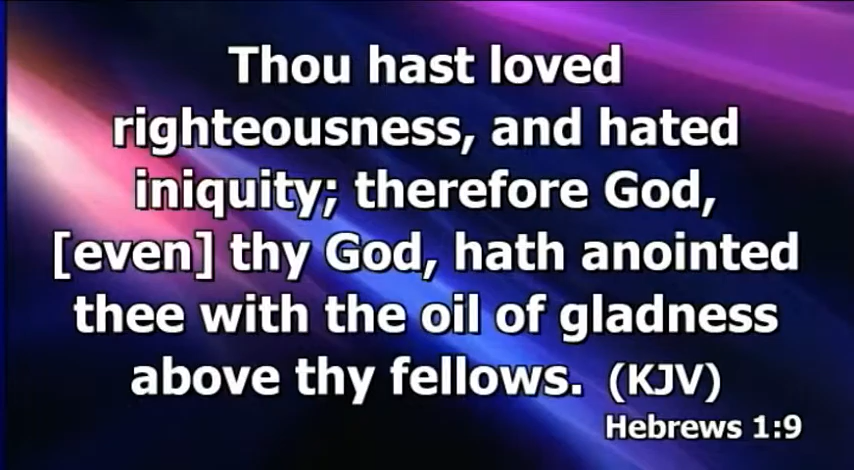 Thou hast loved
righteousness, and hated
iniquity; therefore God,
[even] thy God, hath anointed
thee with the oil of gladness
above thy fellows. (KJV)
Hebrews 1:9